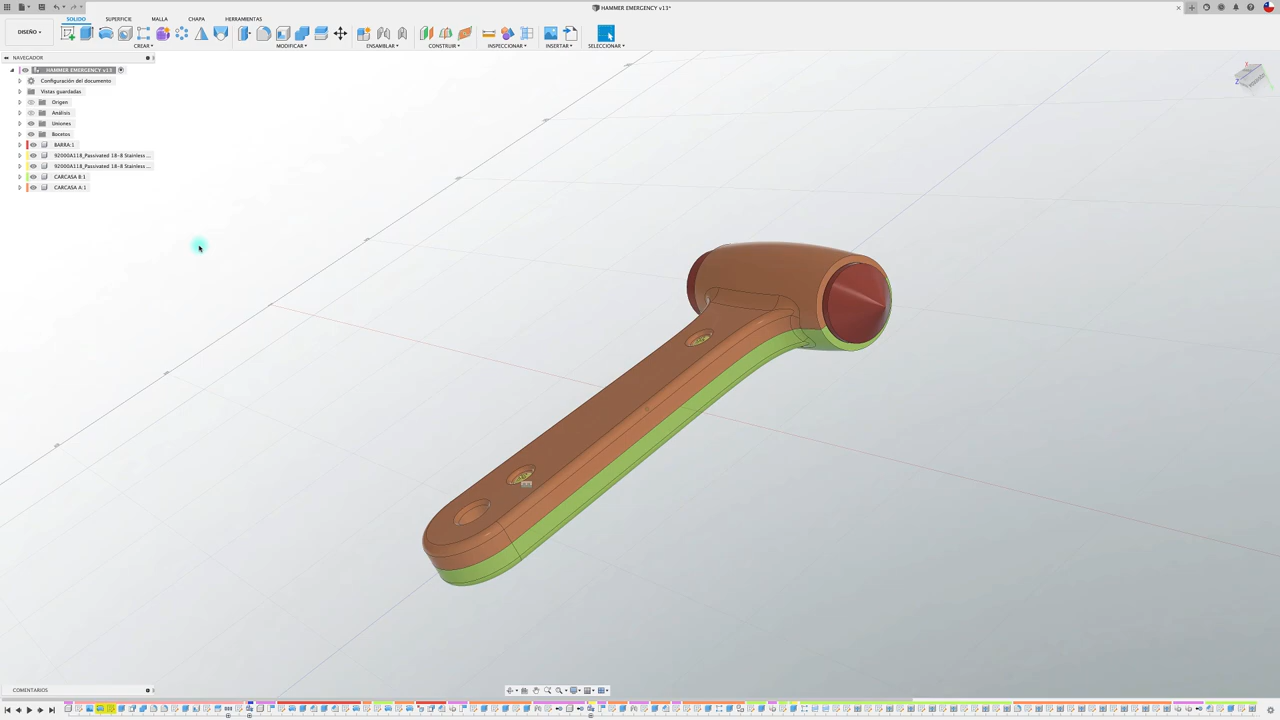 HAMMER EMERGENCY v13*
DISEÑO
SOLIDO
SUPERFICIE
MALLA
CHAPA
HERRAMIENTAS
CREAR
MODIFICAR
ENSAMBLAR
CONSTRUIR
INSPECCIONAR
INSERTAR
SELECCIONAR
NAVEGADOR
HAMMER EMERGENCY v13
Configuración del documento
Vistas guardadas
Origen
Análisis
Uniones
Bocetos
BARRA:1
92000A118_Passivated 18-8 Stainless ...
92000A118_Passivated 18-8 Stainless ...
CARCASA B:1
CARCASA A:1
COMENTARIOS